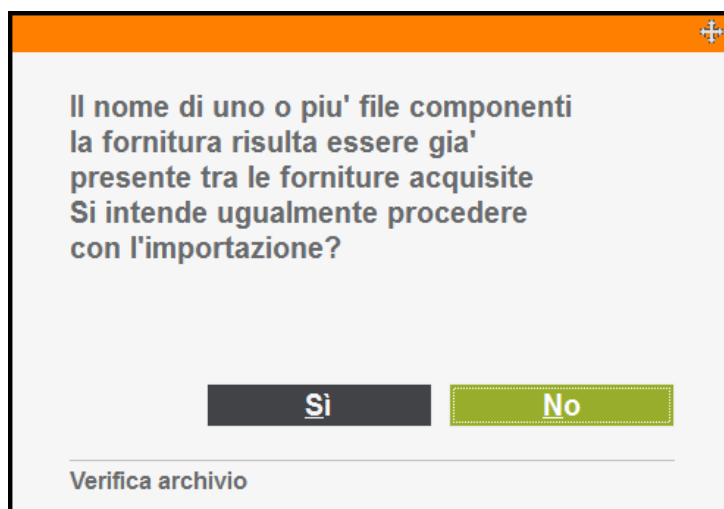 Il nome di uno o piu' file componenti
la fornitura risulta essere gia'
presente tra le forniture acquisite
Si intende ugualmente procedere
con l'importazione?
Sì
No
Verifica archivio